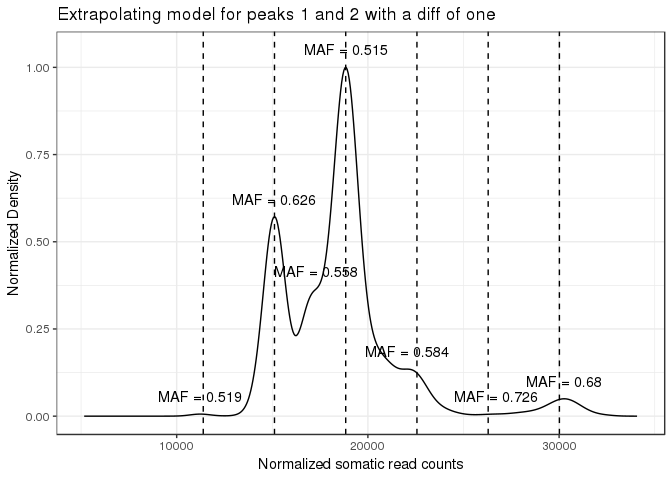 Extrapolating model for peaks 1 and 2 with a diff of one
MAF = 0.515
1.00
0.75
MAF = 0.626
0.50
MAF = 0.558
0.25
MAF = 0.584
MAF = 0.68
MAF = 0.519
MAF = 0.726
0.00
Normalized Density
10000
20000
30000
Normalized somatic read counts